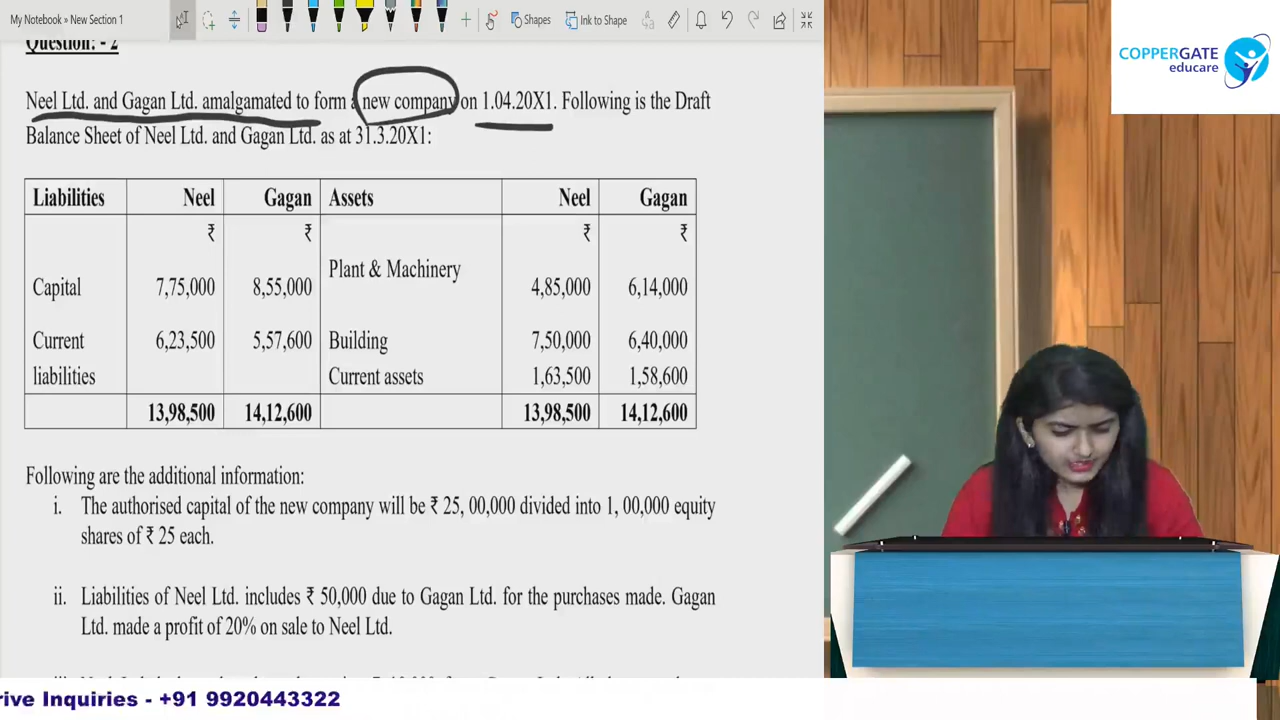 My Notebook » New Section 1
Shapes
Ink to Shape
Question: - 2
Neel Ltd. and Gagan Ltd. amalgamated to form a new company on 1.04.20X1. Following is the Draft
Balance Sheet of Neel Ltd. and Gagan Ltd. as at 31.3.20X1:
Liabilities Neel Gagan Assets Neel Gagan
₹ ₹ ₹ ₹
Plant & Machinery
Capital 7,75,000 8,55,000 4,85,000 6,14,000
Current 6,23,500 5,57,600 Building 7,50,000 6,40,000
liabilities Current assets 1,63,500 1,58,600
13,98,500 14,12,600 13,98,500 14,12,600
Following are the additional information:
i. The authorised capital of the new company will be ₹ 25, 00,000 divided into 1, 00,000 equity
shares of ₹ 25 each.
ii. Liabilities of Neel Ltd. includes ₹ 50,000 due to Gagan Ltd. for the purchases made. Gagan
Ltd. made a profit of 20% on sale to Neel Ltd.
rive Inquiries - +91 9920443322
COPPERGATE
educare